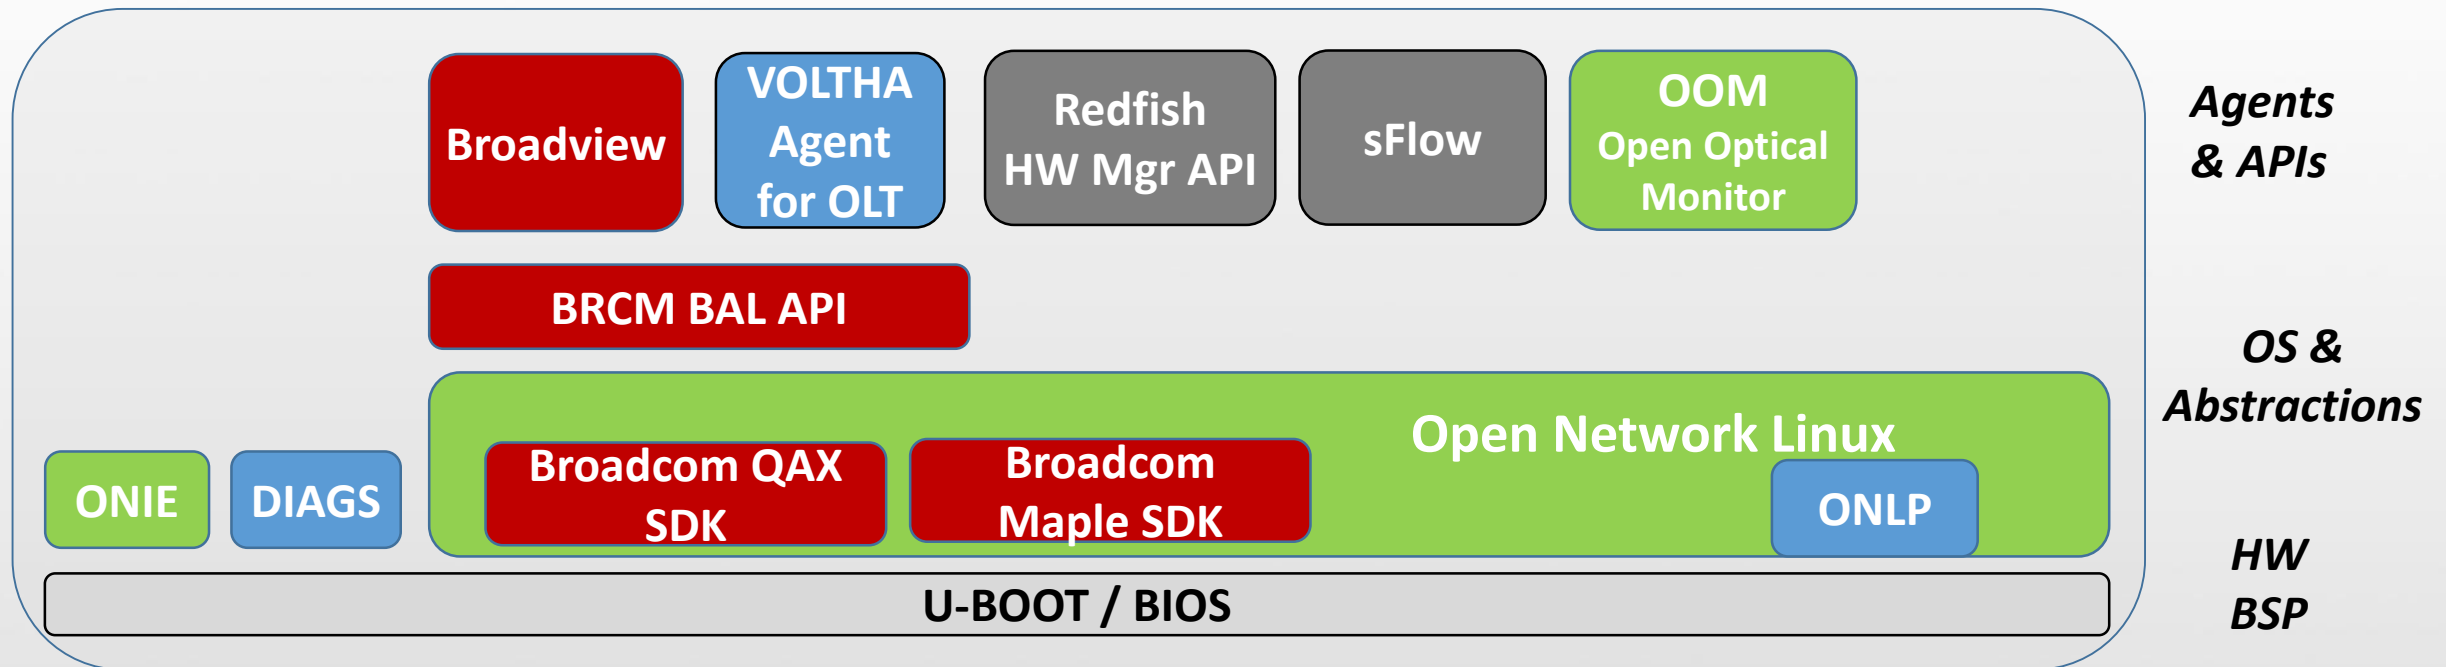 Broadview
VOLTHA
Agent
for OLT
Redfish
HW Mgr API
sFlow
OOM
Open Optical
Monitor
Agents
& APIs
BRCM BAL API
OS &
Abstractions
Open Network Linux
Broadcom QAX
SDK
Broadcom
Maple SDK
ONLP
ONIE
DIAGS
HW
BSP
U-BOOT / BIOS